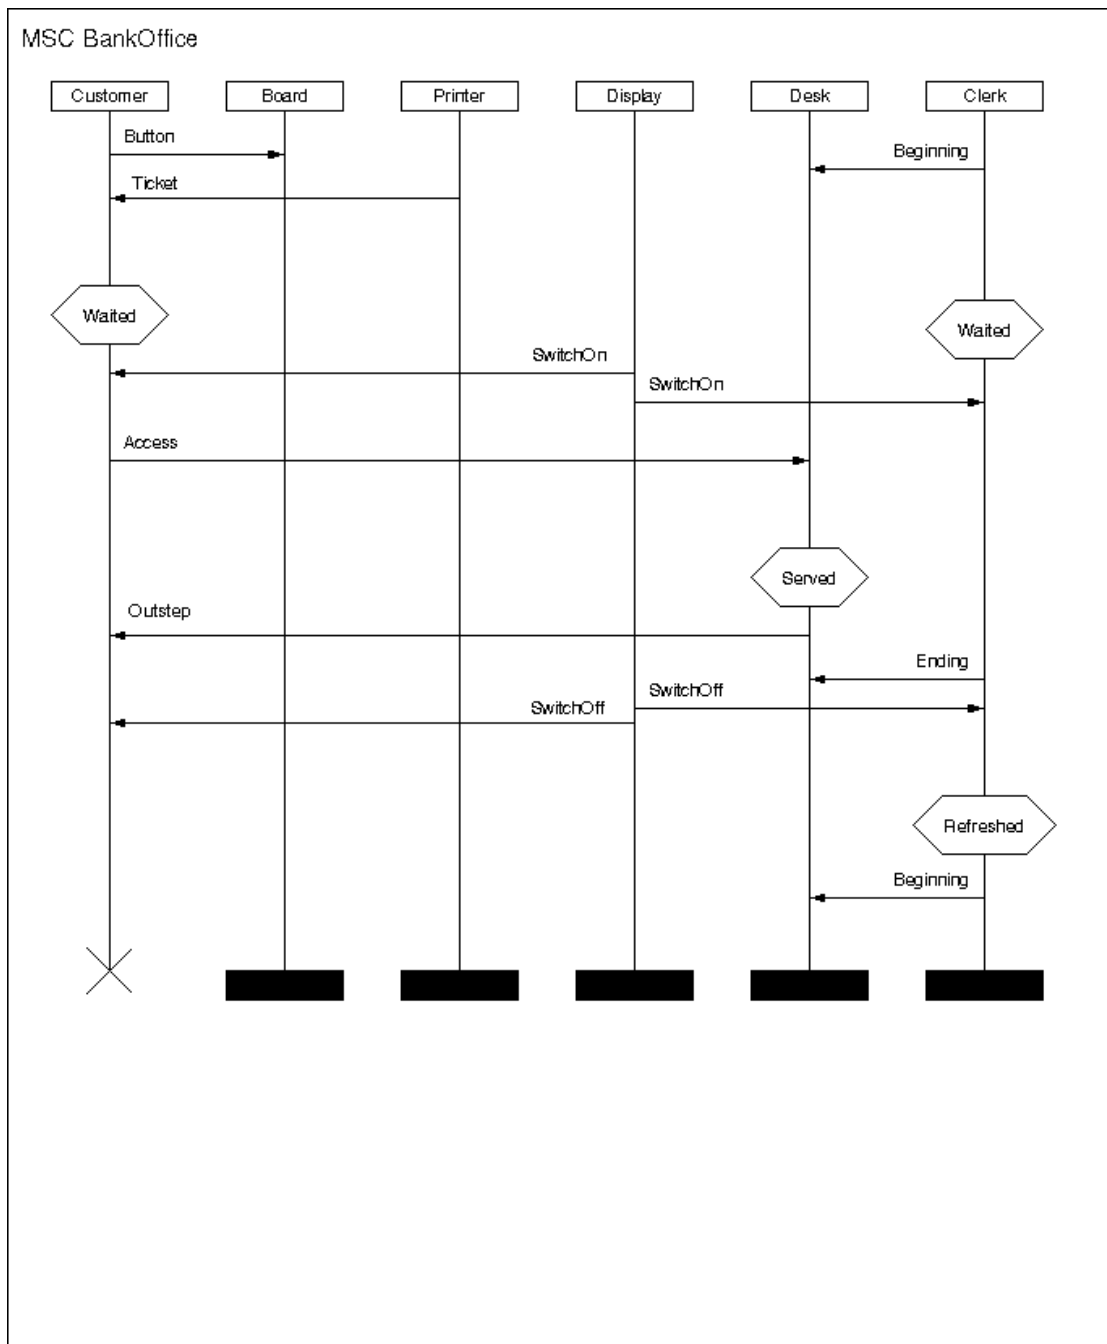 MSC BankOffice
Customer Board Printer Display Desk Clerk
Button
Beginning
Ticket
Waited
Waited
SwitchOn
SwitchOn
Access
Served
Outstep
Ending
SwitchOff
SwitchOff
Refreshed
Beginning